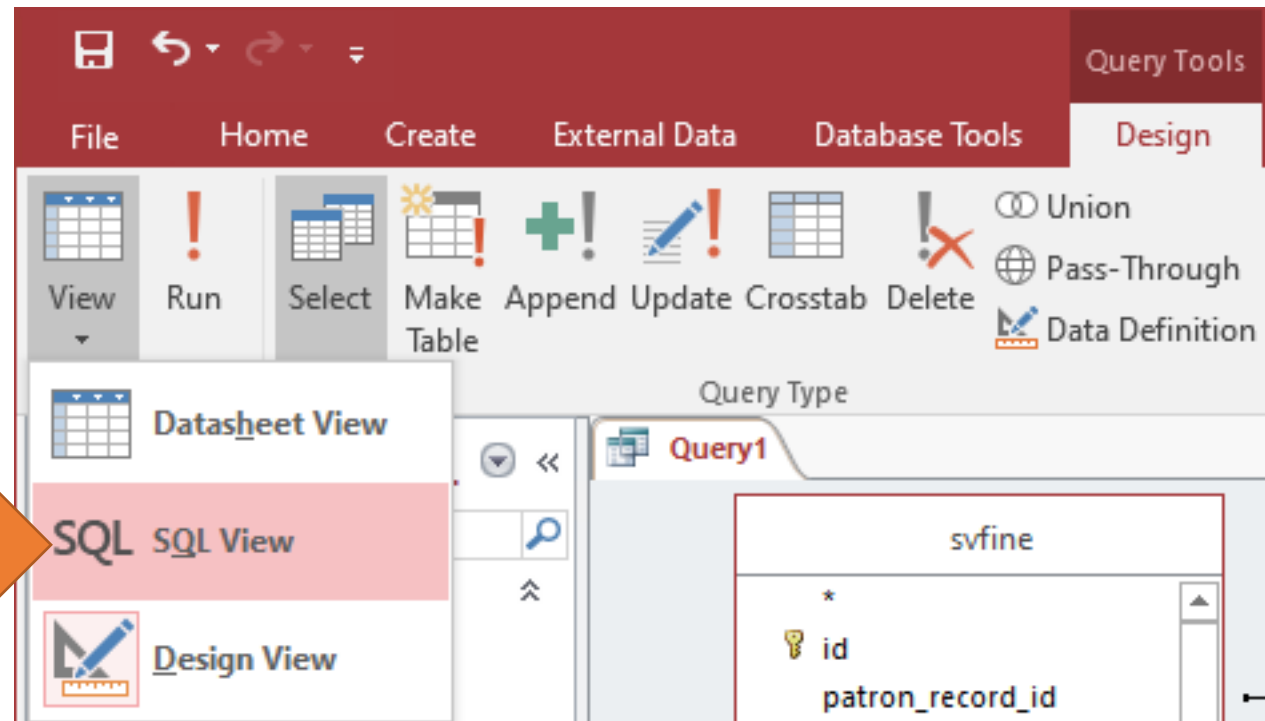 Query Tools
File Home Create External Data Database Tools Design
View Run Select Make Table Append Update Crosstab Delete
Union
Pass-Through
Data Definition
Query Type
Datasheet View
SQL SQL View
Design View
Query1
svfine
*
id
patron_record_id